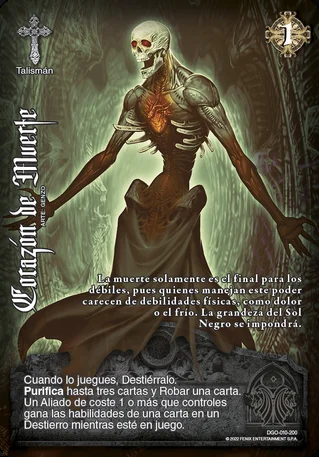 1
Talismán
Corazón de Muerte
ARTE: GENZO
La muerte solamente es el final para los
débiles, pues quienes manejan este poder
carecen de debilidades físicas, como dolor
o el frío. La grandeza del Sol
Negro se impondrá.
Cuando lo juegues, Destiérralo.
Purifica hasta tres cartas y Robar una carta.
Un Aliado de coste 1 o más que controles
gana las habilidades de una carta en un
Destierro mientras esté en juego.
DGO-010-200
© 2022 FENIX ENTERTAINMENT S.P.A.